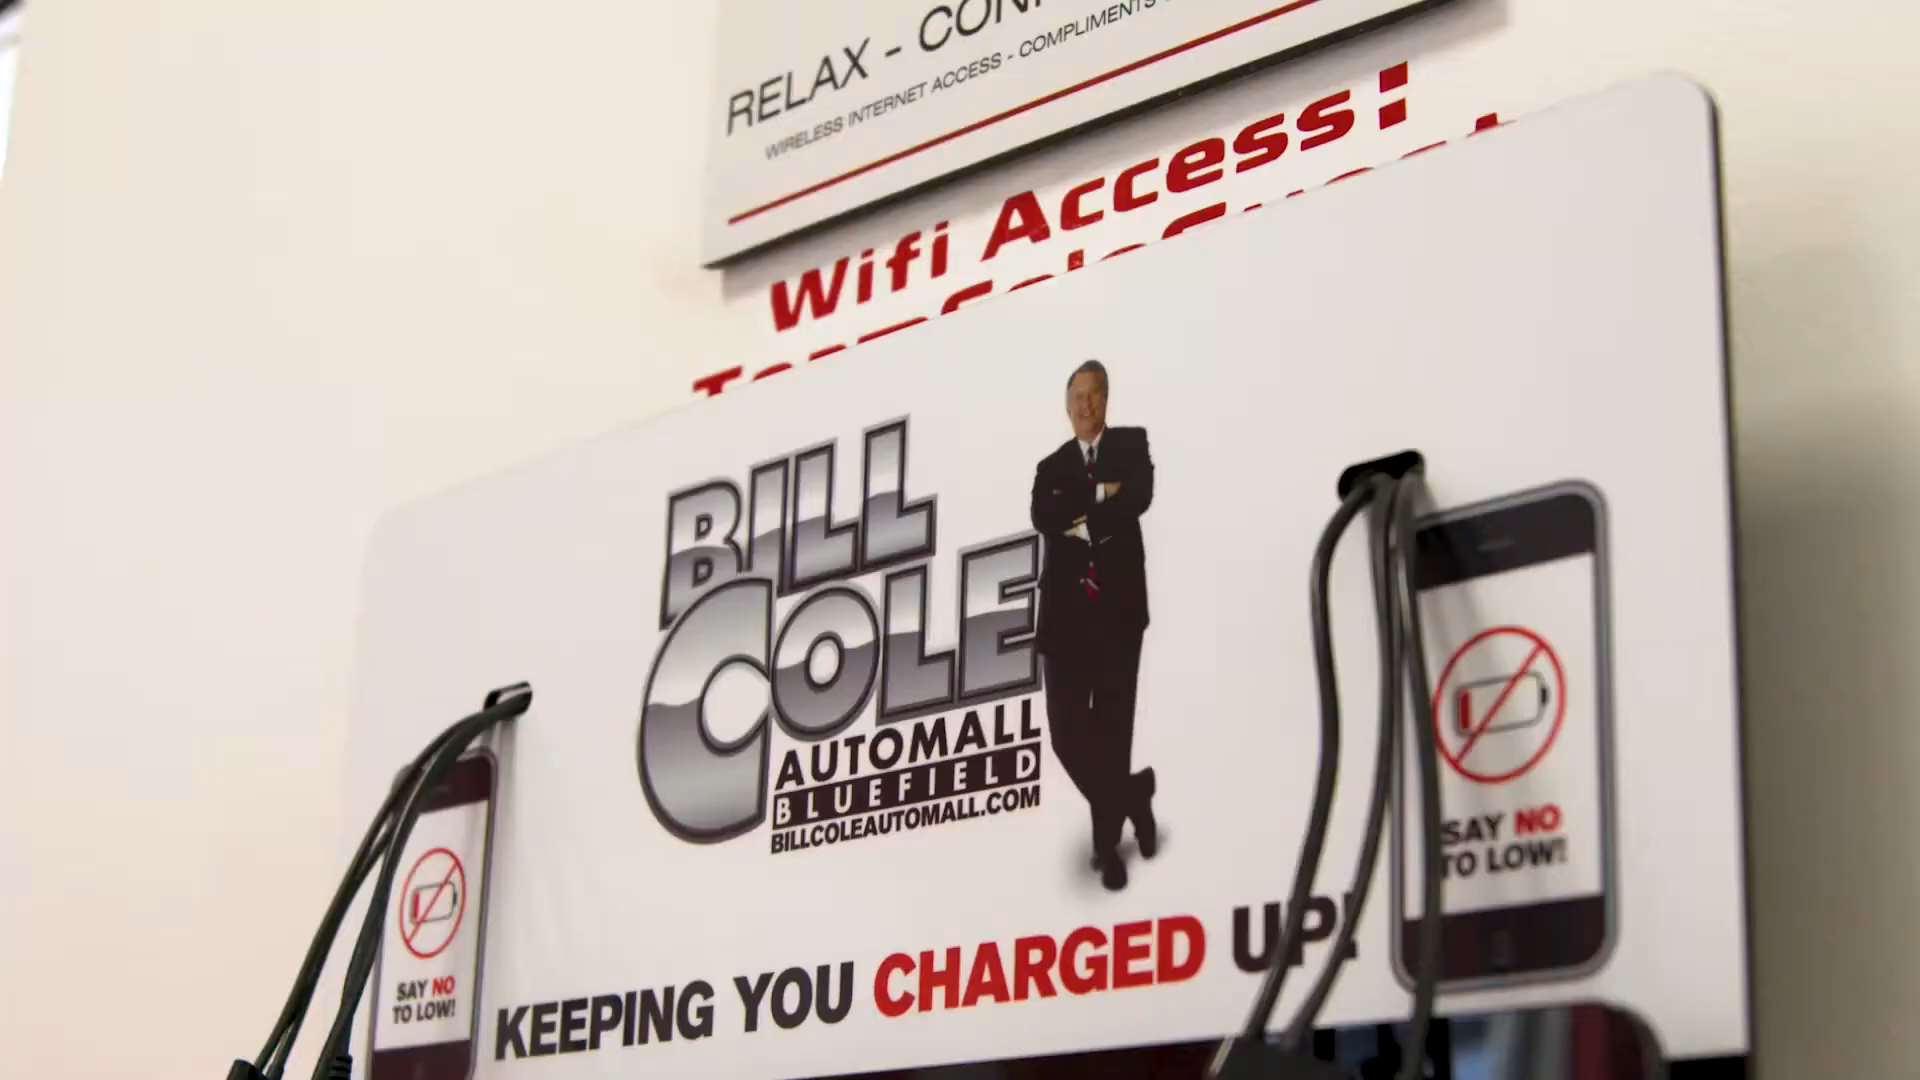 RELAX -
WIRELESS INTERNET ACCESS - COMPLIMENTS
Wifi Access:
BILL
COLE
AUTOMALL
BLUEFIELD
BILLCOLEAUTOMALL.COM
SAY NO
TO LOW!
SAY NO
TO LOW!
KEEPING YOU CHARGED UP!